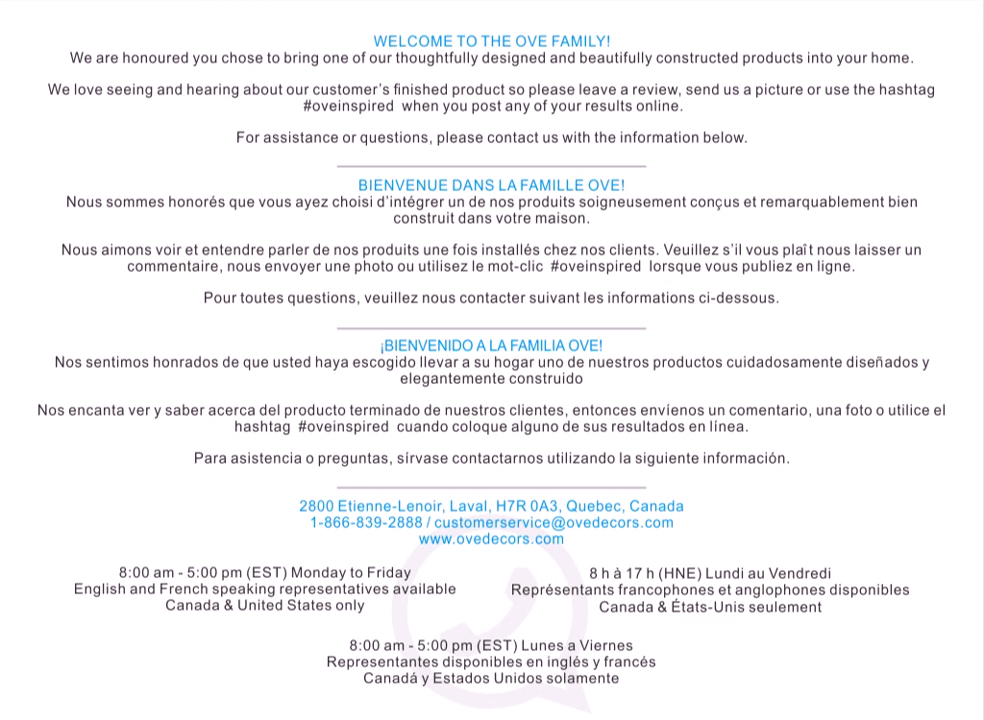 WELCOME TO THE OVE FAMILY!
We are honoured you chose to bring one of our thoughtfully designed and beautifully constructed products into your home.
We love seeing and hearing about our customer's finished product so please leave a review, send us a picture or use the hashtag
#oveinspired when you post any of your results online.
For assistance or questions, please contact us with the information below.
BIENVENUE DANS LA FAMILLE OVE!
Nous sommes honorés que vous ayez choisi d'intégrer un de nos produits soigneusement conçus et remarquablement bien
construit dans votre maison.
Nous aimons voir et entendre parler de nos produits une fois installés chez nos clients. Veuillez s'il vous plaît nous laisser un
commentaire, nous envoyer une photo ou utilisez le mot-clic #oveinspired lorsque vous publiez en ligne.
Pour toutes questions, veuillez nous contacter suivant les informations ci-dessous.
¡BIENVENIDO A LA FAMILIA OVE!
Nos sentimos honrados de que usted haya escogido llevar a su hogar uno de nuestros productos cuidadosamente diseñados y
elegantemente construido
Nos encanta ver y saber acerca del producto terminado de nuestros clientes, entonces envíenos un comentario, una foto o utilice el
hashtag #oveinspired cuando coloque alguno de sus resultados en línea.
Para asistencia o preguntas, sírvase contactarnos utilizando la siguiente información.
2800 Etienne-Lenoir, Laval, H7R 0A3, Quebec, Canada
1-866-839-2888 / customerservice@ovedecors.com
www.ovedecors.com
8:00 am - 5:00 pm (EST) Monday to Friday
English and French speaking representatives available
Canada & United States only
8 h à 17 h (HNE) Lundi au Vendredi
Représentants francophones et anglophones disponibles
Canada & États-Unis seulement
8:00 am - 5:00 pm (EST) Lunes a Viernes
Representantes disponibles en inglés y francés
Canadá y Estados Unidos solamente